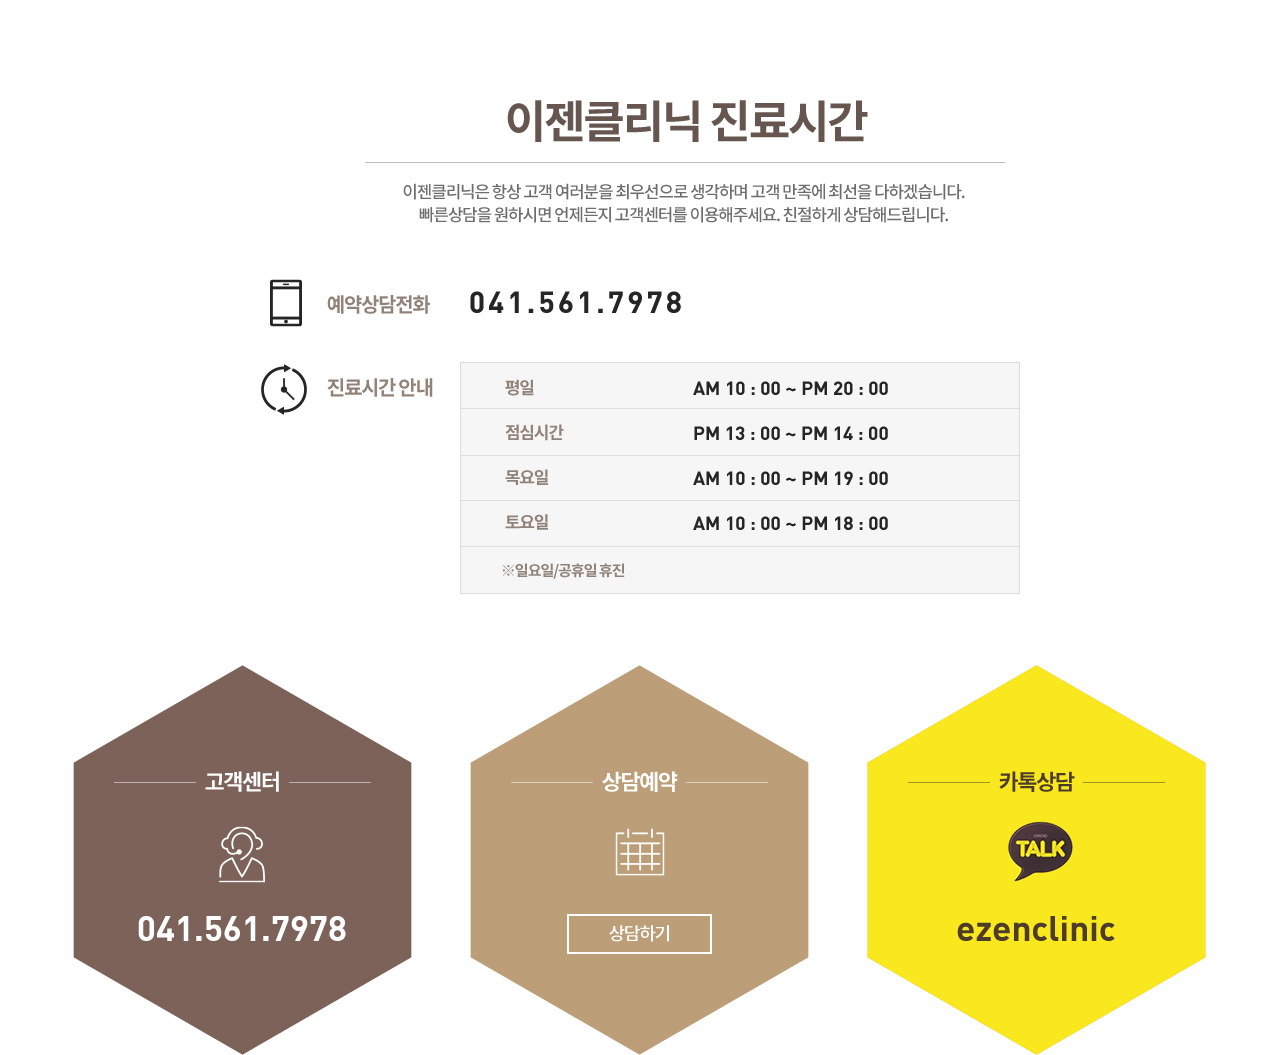 이젠클리닉 진료시간
이젠클리닉은 항상 고객 여러분을 최우선으로 생각하며 고객 만족에 최선을 다하겠습니다.
빠른상담을 원하시면 언제든지 고객센터를 이용해주세요. 친절하게 상담해드립니다.
예약상담전화 041.561.7978
진료시간 안내
평일 AM 10 : 00 ~ PM 20 : 00
점심시간 PM 13 : 00 ~ PM 14 : 00
목요일 AM 10 : 00 ~ PM 19 : 00
토요일 AM 10 : 00 ~ PM 18 : 00
※일요일/공휴일 휴진
고객센터
041.561.7978
상담예약
상담하기
카톡상담
TALK
ezenclinic